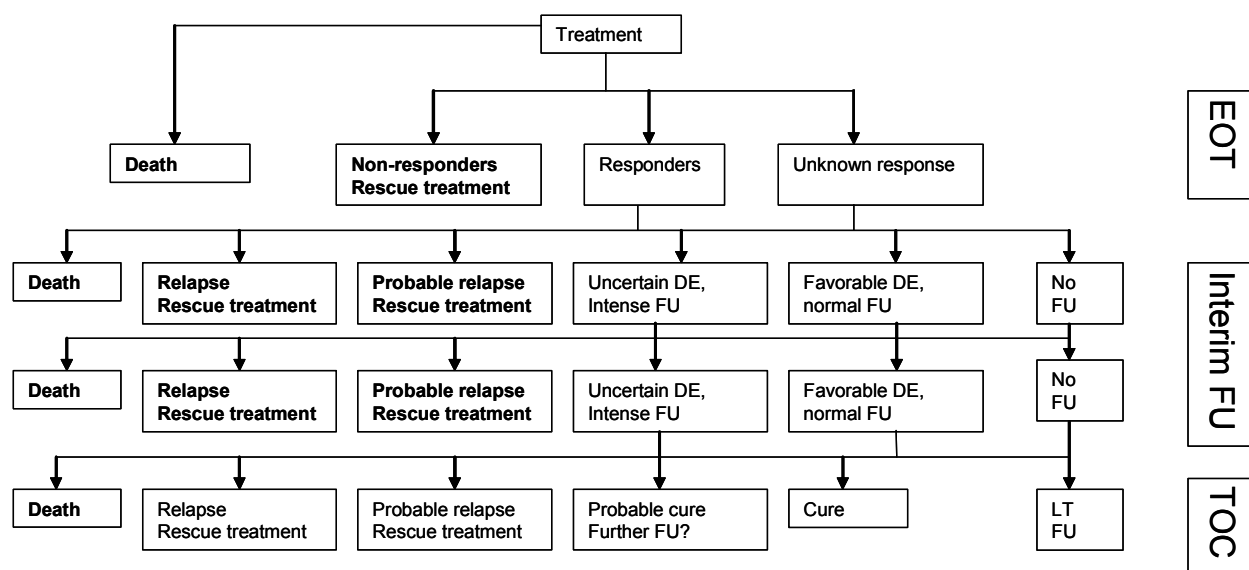 Treatment
EOT
Death
Non-responders
Rescue treatment
Responders
Unknown response
Interim FU
Death
Relapse
Rescue treatment
Probable relapse
Rescue treatment
Uncertain DE,
Intense FU
Favorable DE,
normal FU
No
FU
Death
Relapse
Rescue treatment
Probable relapse
Rescue treatment
Uncertain DE,
Intense FU
Favorable DE,
normal FU
No
FU
TOC
Death
Relapse
Rescue treatment
Probable relapse
Rescue treatment
Probable cure
Further FU?
Cure
LT
FU